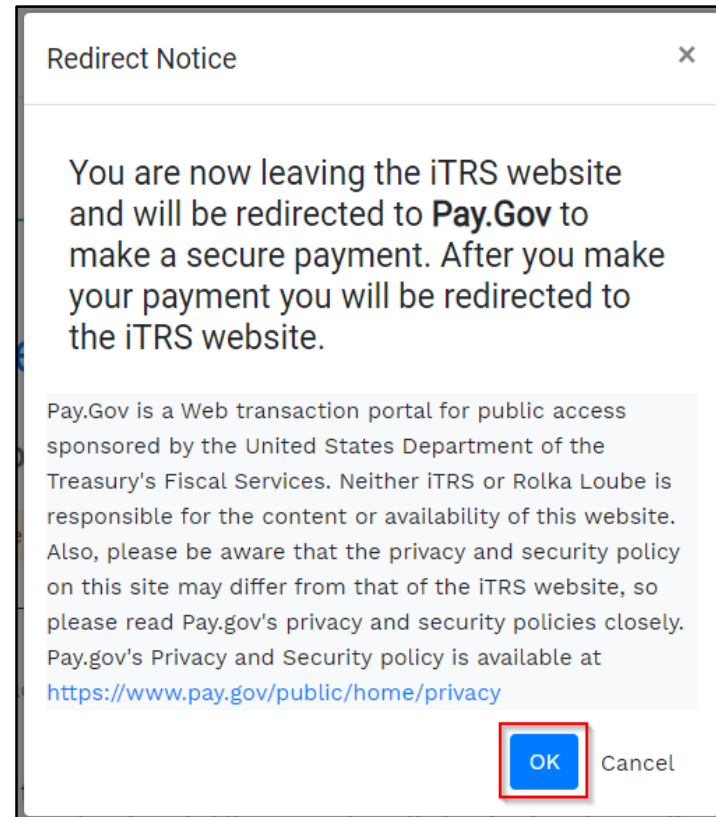 Redirect Notice ×
You are now leaving the iTRS website
and will be redirected to Pay.Gov to
make a secure payment. After you make
your payment you will be redirected to
the iTRS website.
Pay.Gov is a Web transaction portal for public access
sponsored by the United States Department of the
Treasury's Fiscal Services. Neither iTRS or Rolka Loube is
responsible for the content or availability of this website.
Also, please be aware that the privacy and security policy
on this site may differ from that of the iTRS website, so
please read Pay.gov's privacy and security policies closely.
Pay.gov's Privacy and Security policy is available at
https://www.pay.gov/public/home/privacy
OK Cancel